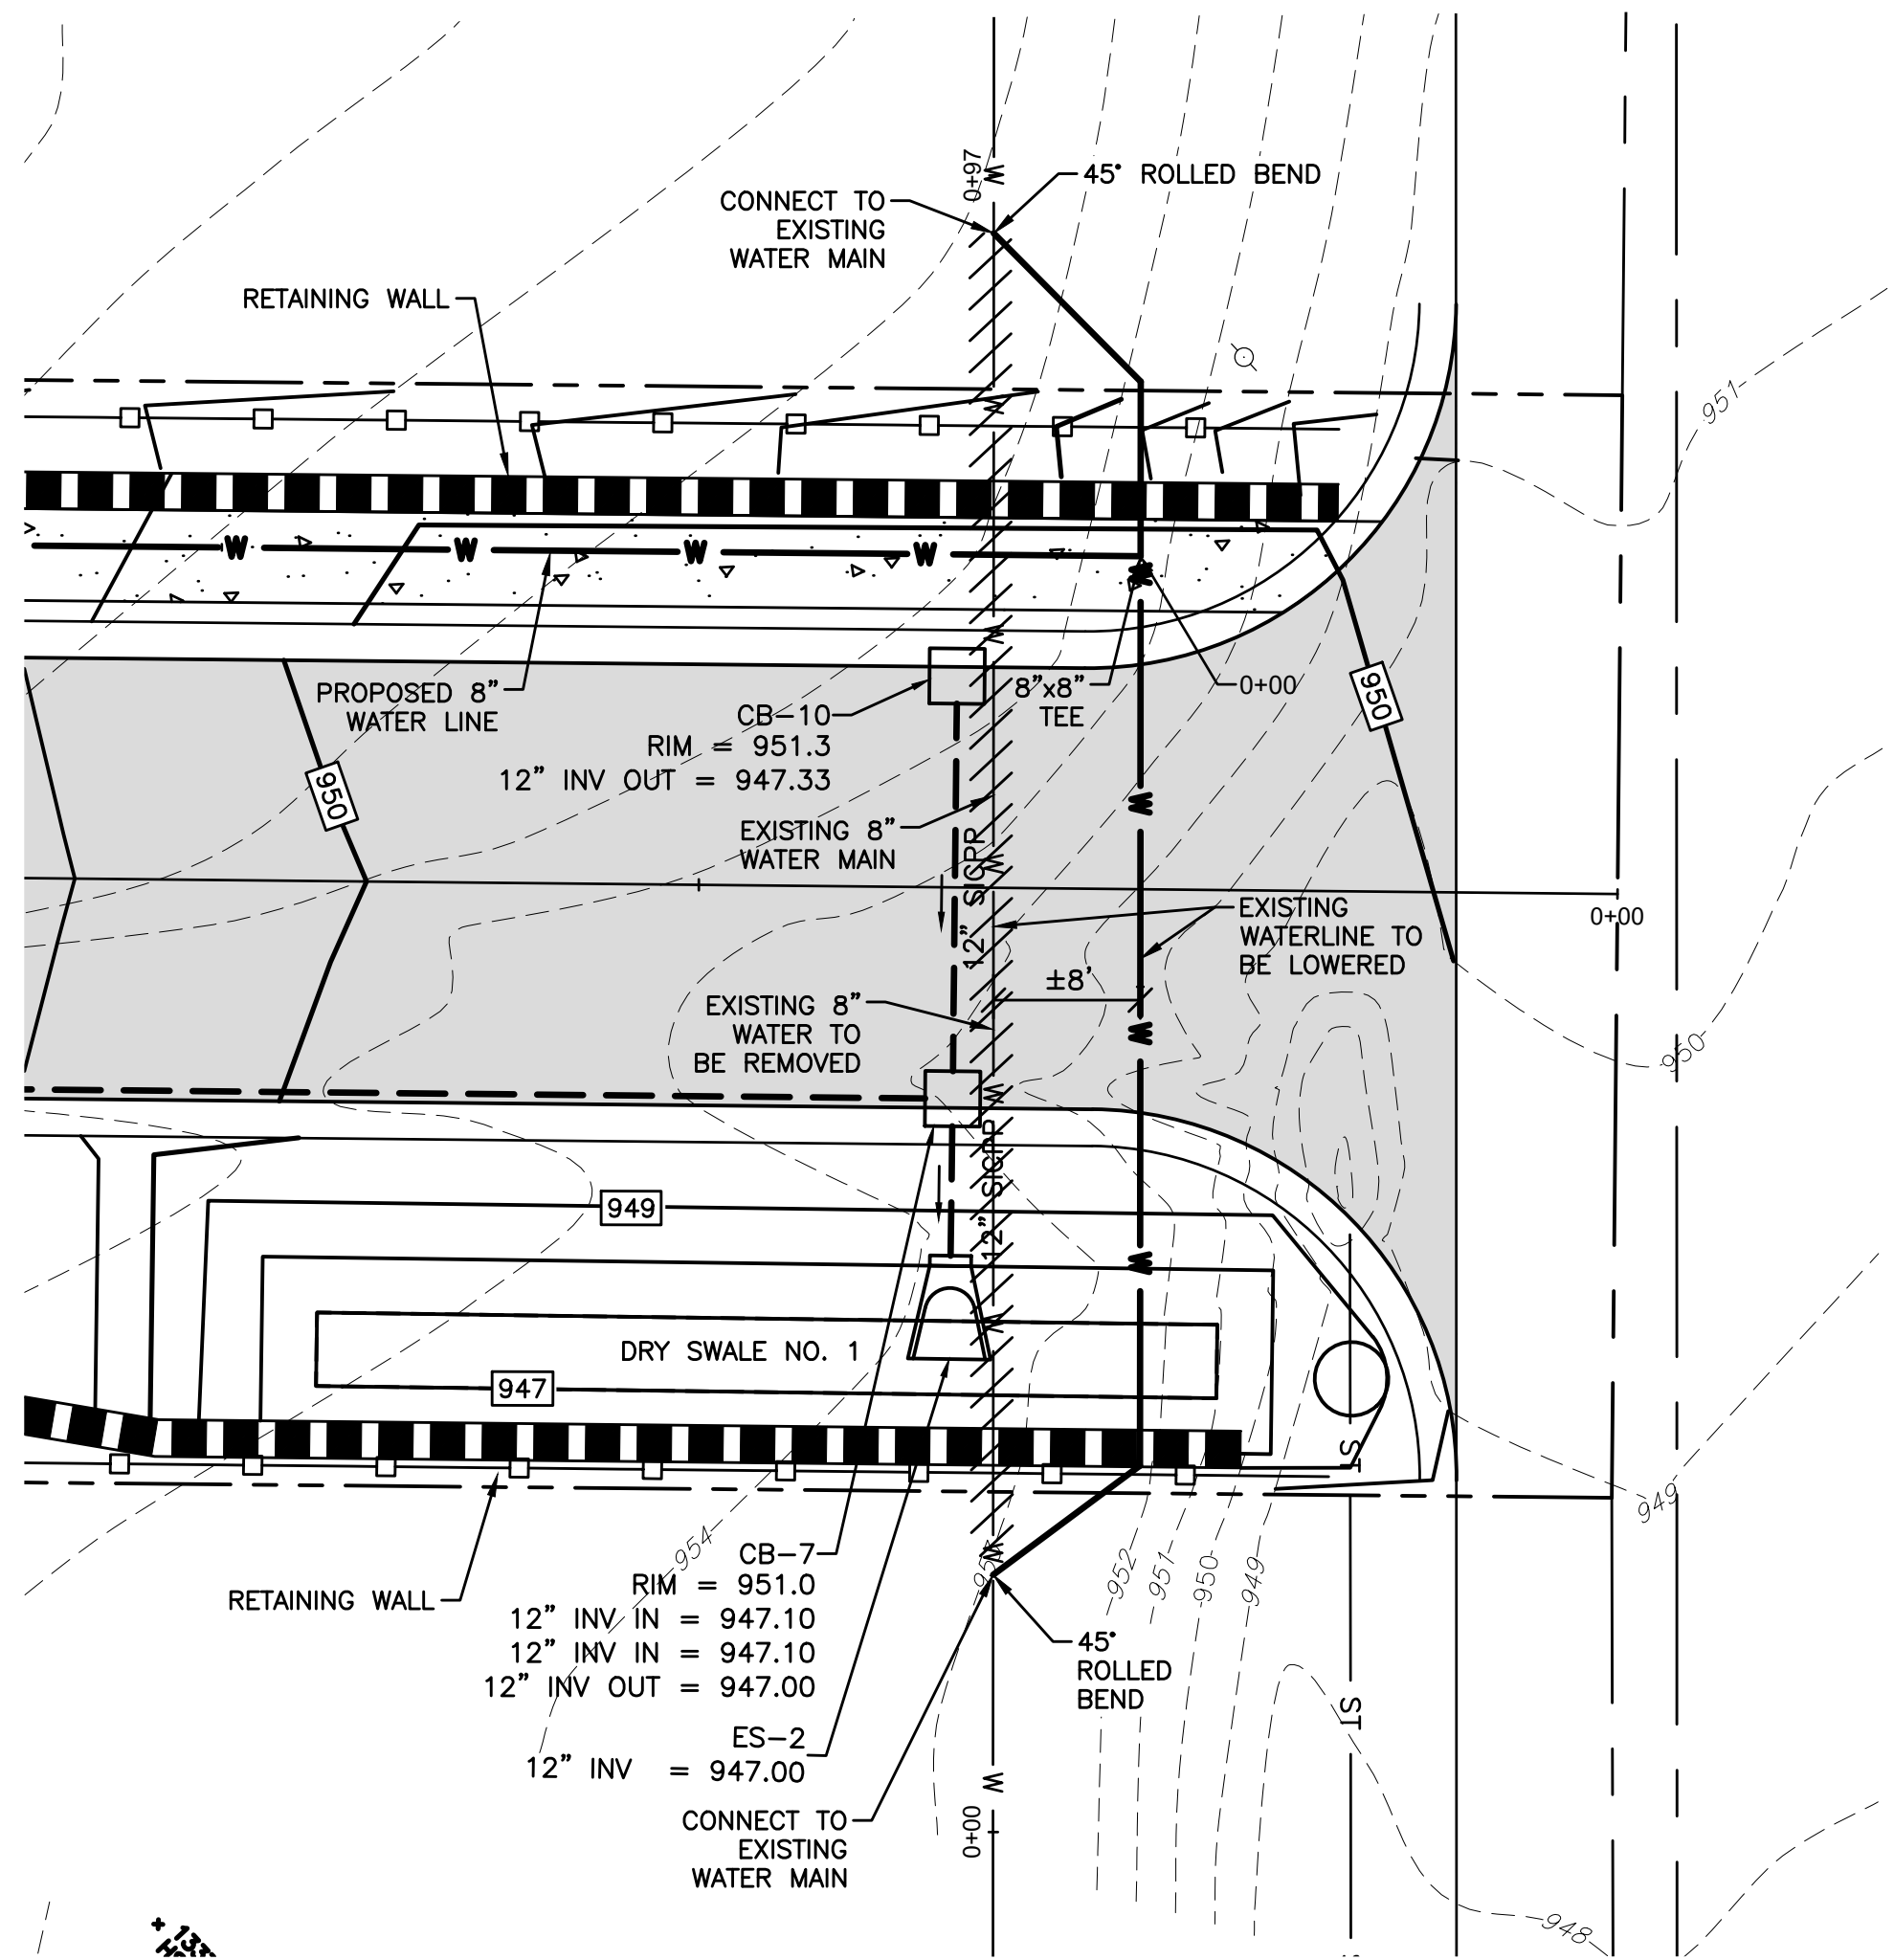 0+97
W
45° ROLLED BEND
CONNECT TO
EXISTING
WATER MAIN
RETAINING WALL
951
W
W
W
W
W
W
W
950
PROPOSED 8"
WATER LINE
8"x8"
TEE
0+00
CB-10
RIM = 951.3
12" INV OUT = 947.33
950
W
EXISTING 8"
WATER MAIN
12" SICPP
W
EXISTING
WATERLINE TO
BE LOWERED
0+00
±8'
EXISTING 8"
WATER TO
BE REMOVED
W
950
W
12" SICPP
949
W
W
DRY SWALE NO. 1
947
ST
949
954
W
952
951
950
949
CB-7
RIM = 951.0
12" INV IN = 947.10
12" INV IN = 947.10
12" INV OUT = 947.00
RETAINING WALL
45°
ROLLED
BEND
ST
ES-2
12" INV = 947.00
W
CONNECT TO
EXISTING
WATER MAIN
0+00
948